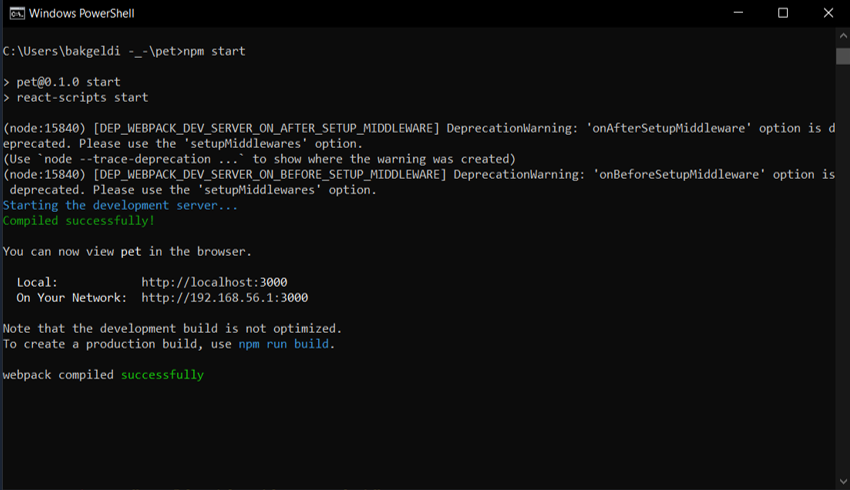 Windows PowerShell
C:\Users\bakgeldi -_-\pet>npm start
> pet@0.1.0 start
> react-scripts start
(node:15840) [DEP_WEBPACK_DEV_SERVER_ON_AFTER_SETUP_MIDDLEWARE] DeprecationWarning: 'onAfterSetupMiddleware' option is d
eprecated. Please use the 'setupMiddlewares' option.
(Use `node --trace-deprecation ...` to show where the warning was created)
(node:15840) [DEP_WEBPACK_DEV_SERVER_ON_BEFORE_SETUP_MIDDLEWARE] DeprecationWarning: 'onBeforeSetupMiddleware' option is
 deprecated. Please use the 'setupMiddlewares' option.
Starting the development server...
Compiled successfully!
You can now view pet in the browser.
  Local:            http://localhost:3000
  On Your Network:  http://192.168.56.1:3000
Note that the development build is not optimized.
To create a production build, use npm run build.
webpack compiled successfully